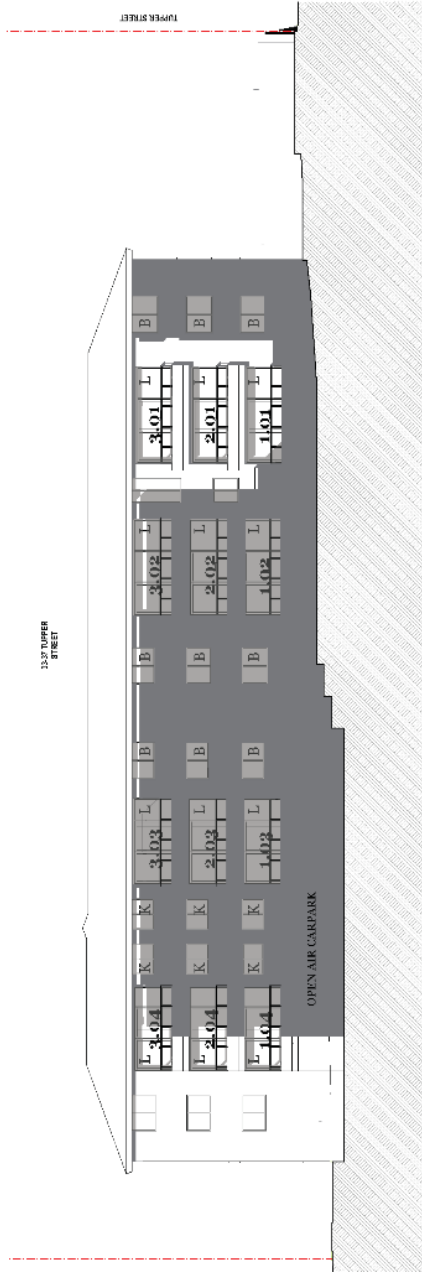 TUPPER STREET
13-37 TUPPER
STREET
L 3.04 K K 3.03 L B B 3.02 L 3.01 L B
L 2.04 K K 2.03 L B B 2.02 L 2.01 L B
L 1.04 K K 1.03 L B B 1.02 L 1.01 L B
OPEN AIR CARPARK